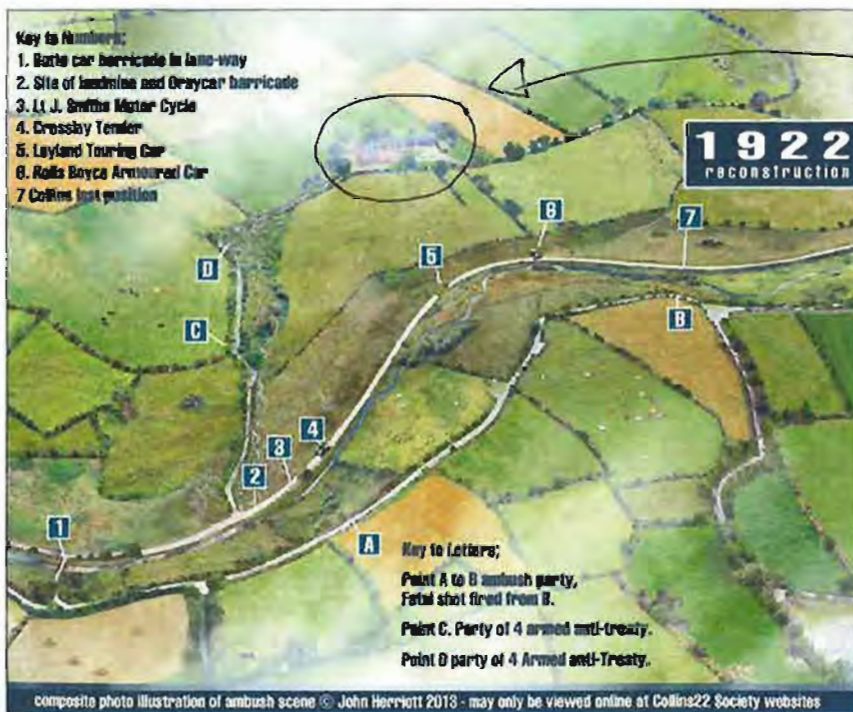 Key to Numbers;
1. Battle car barricade in lane-way
2. Site of landmine and Draycar barricade
3. Lt J. Smiths Motor Cycle
4. Crossley Tender
5. Leyland Touring Car
6. Rolls Royce Armoured Car
7 Collins last position
1922
reconstruction
6
7
5
D
B
C
4
3
2
1
A
Key to Letters;
Point A to B ambush party,
Fatal shot fired from B.
Point C. Party of 4 armed anti-treaty.
Point D party of 4 Armed anti-Treaty.
composite photo illustration of ambush scene © John Herriott 2013 - may only be viewed online at Collins22 Society websites